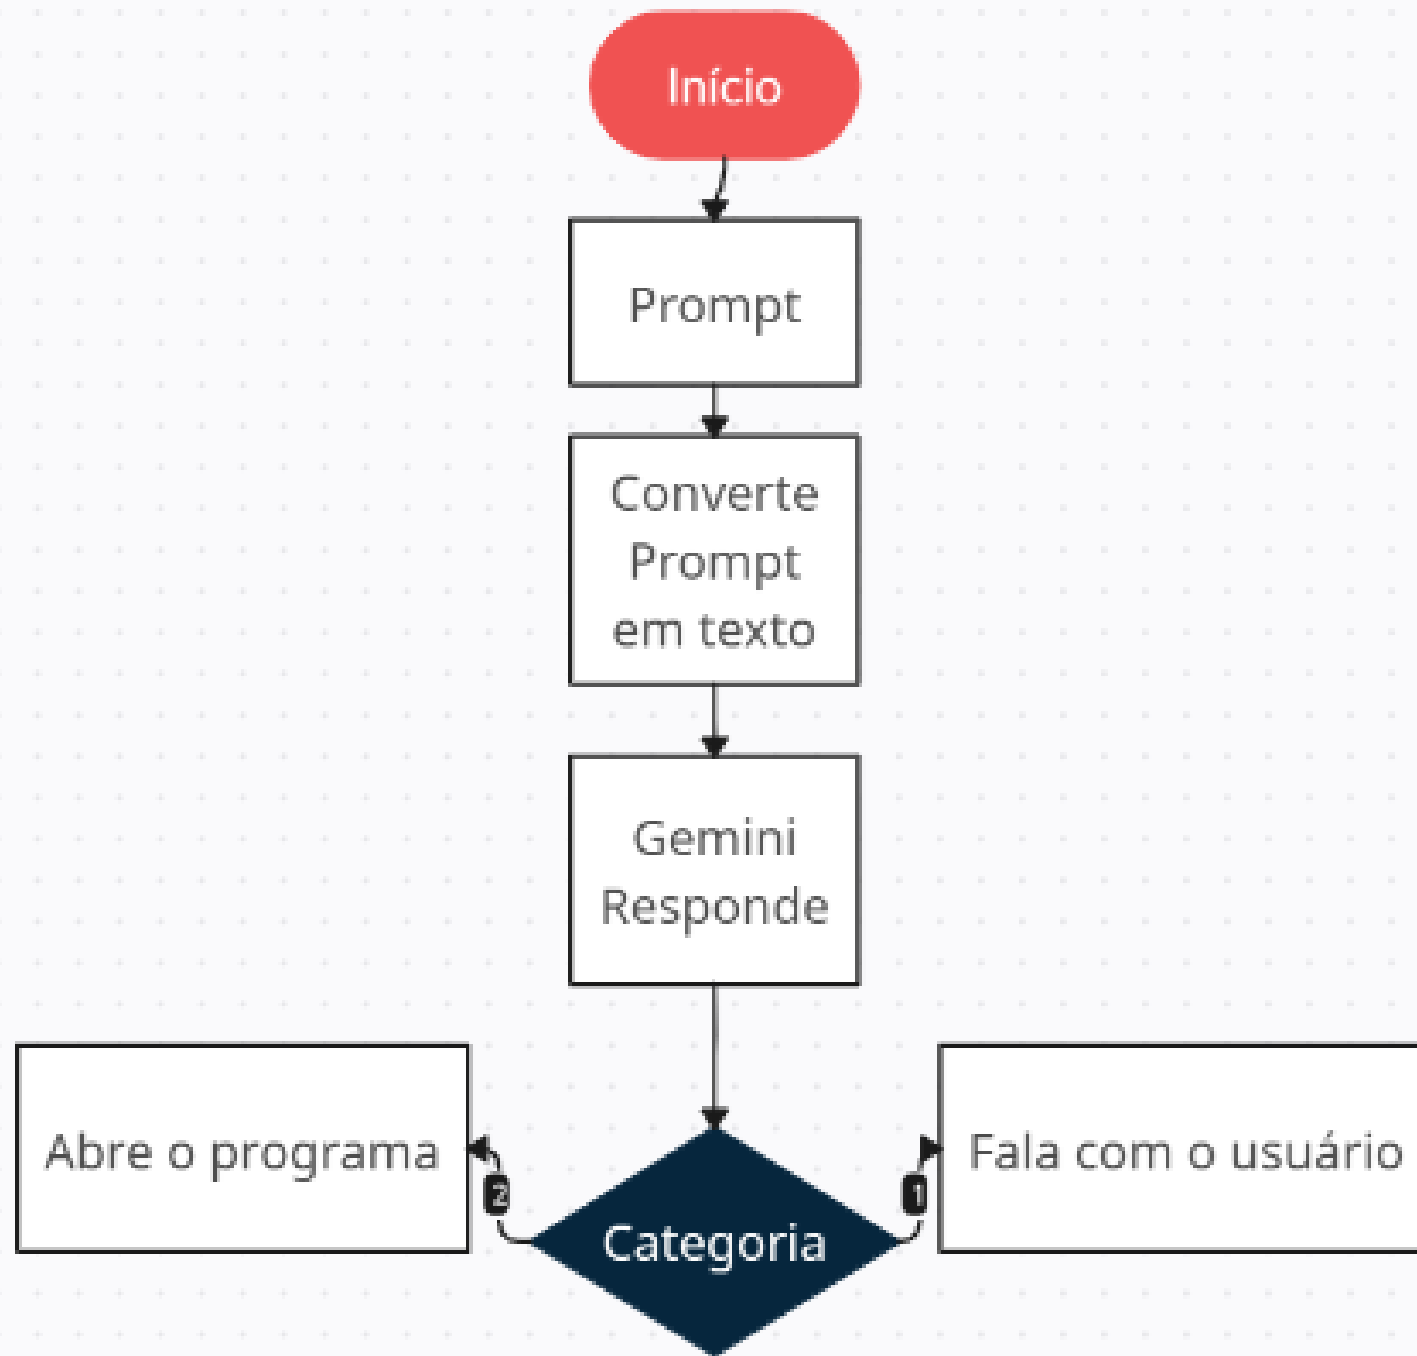 Início
Prompt
Converte
Prompt
em texto
Gemini
Responde
Abre o programa
2
Categoria
1
Fala com o usuário